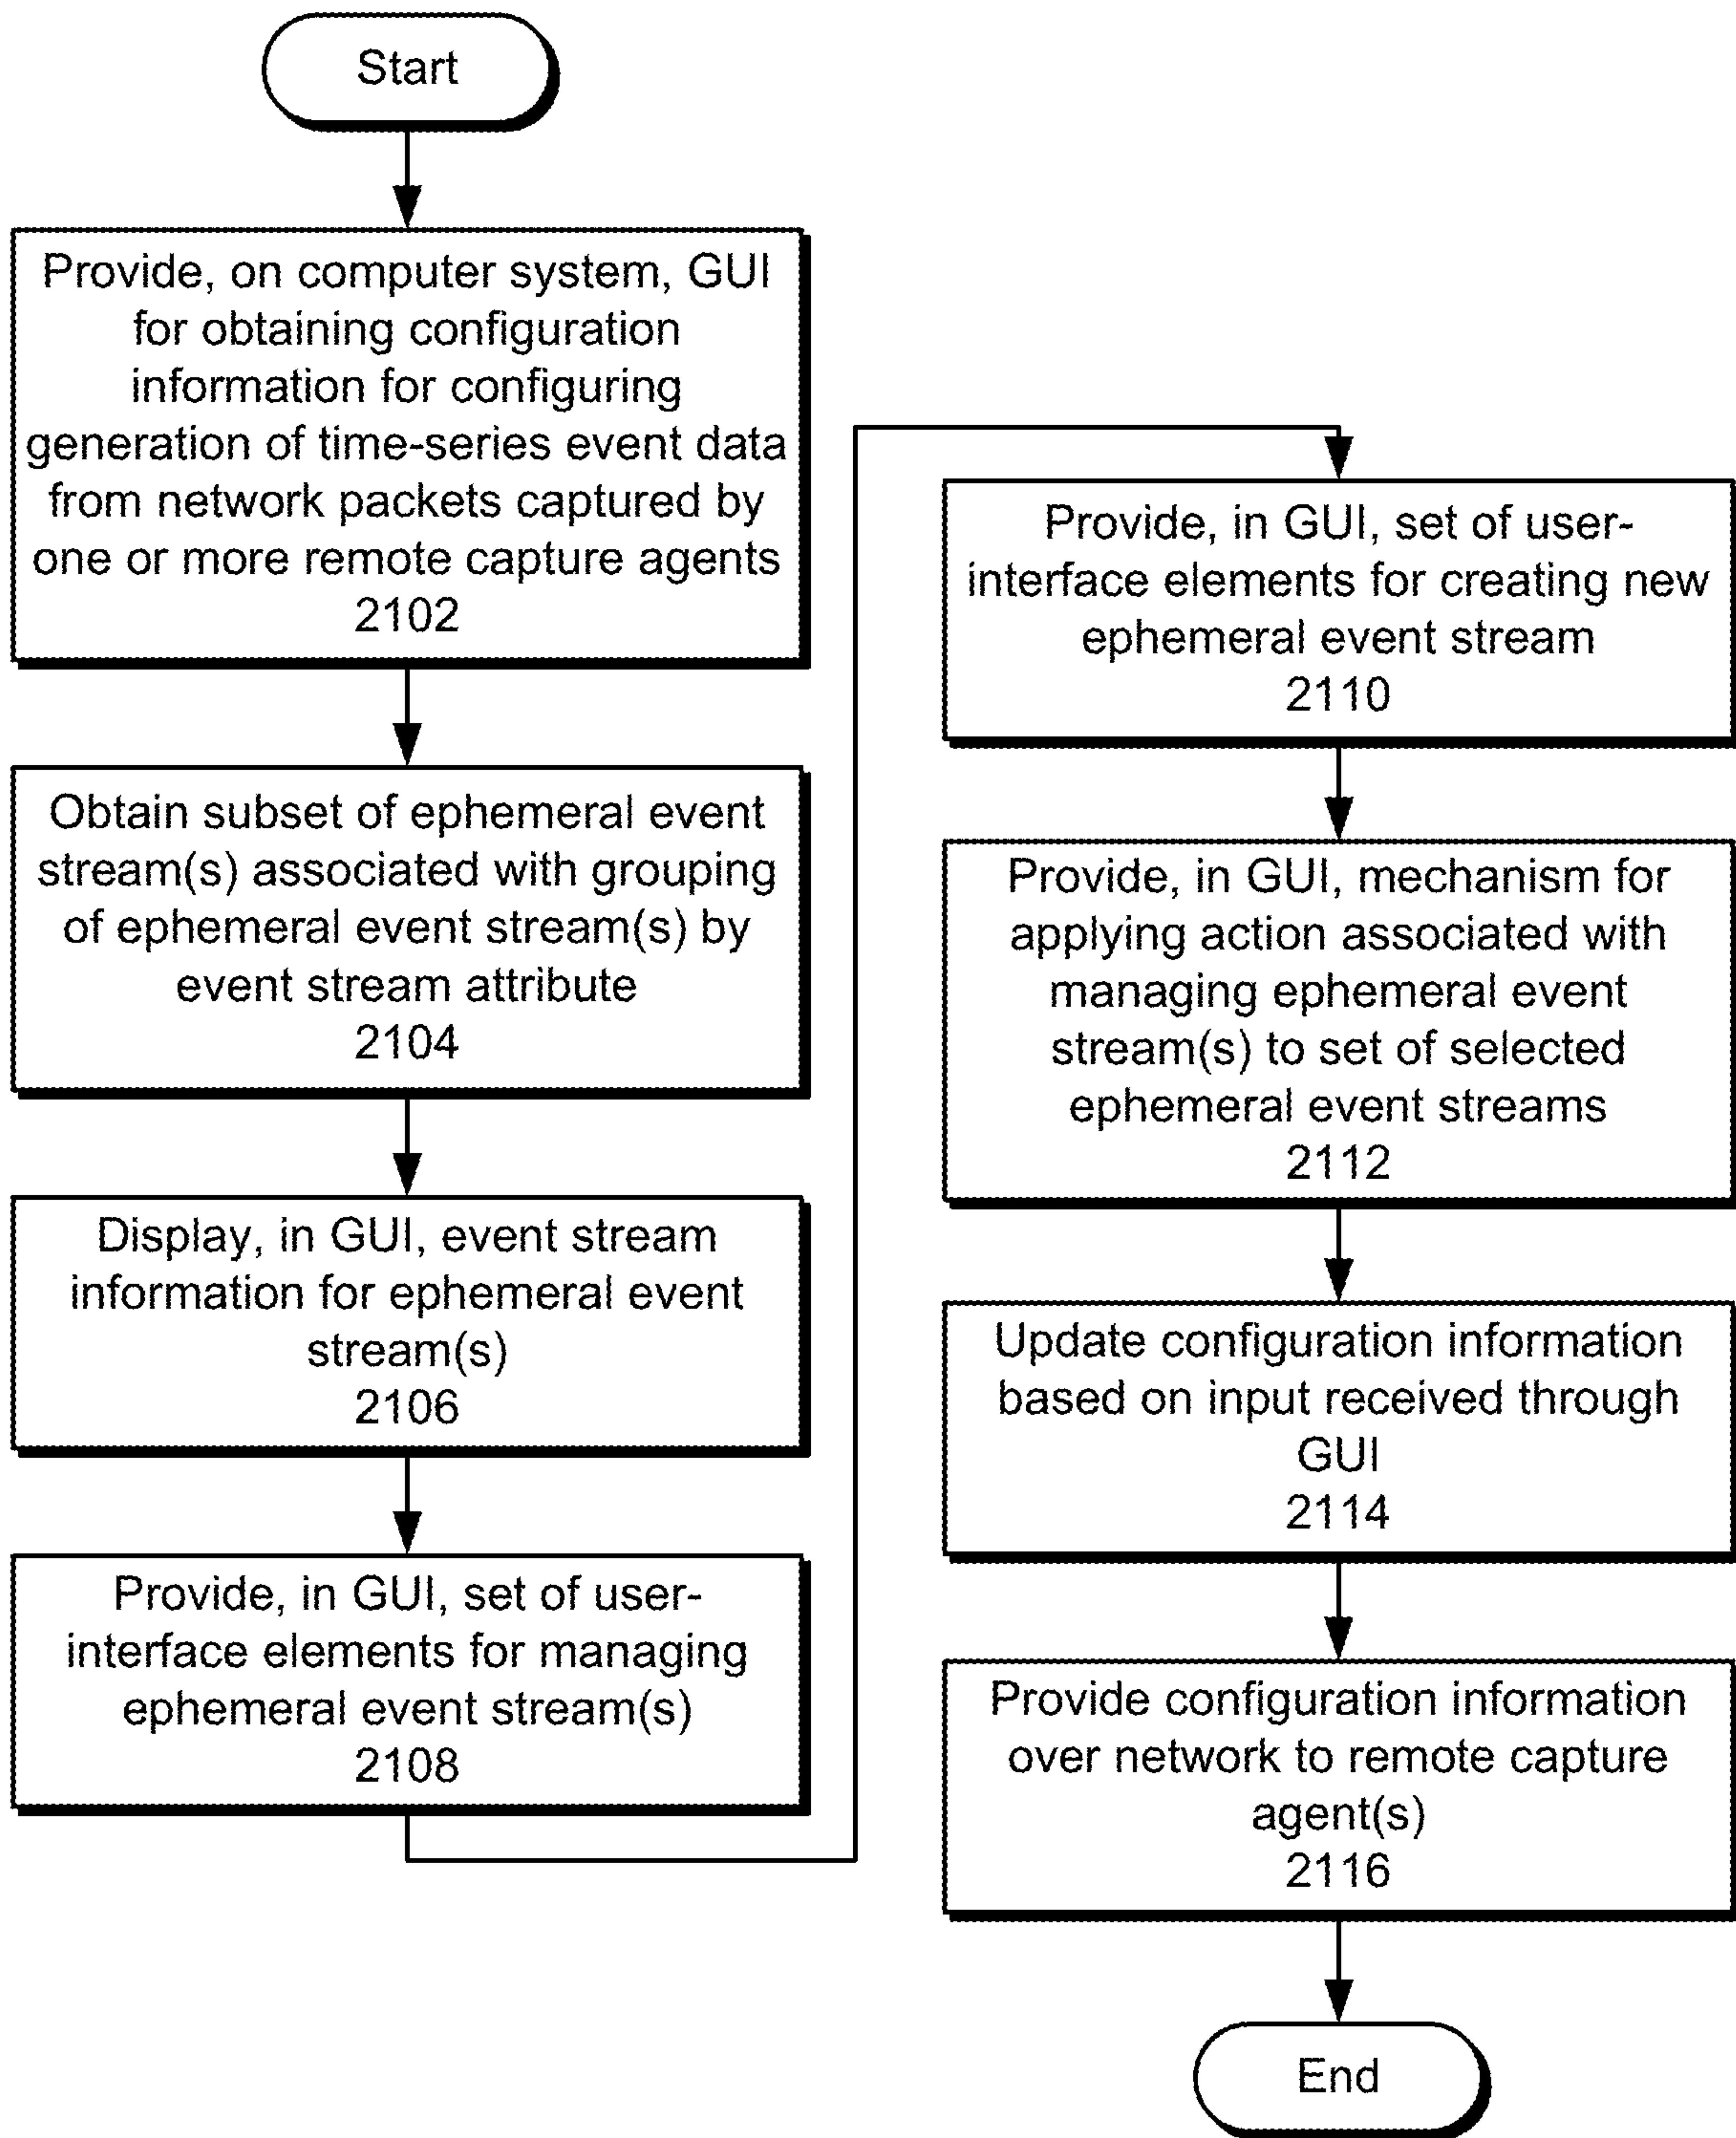 Start
Provide, on computer system, GUI
for obtaining configuration
information for configuring
generation of time-series event data
from network packets captured by
one or more remote capture agents
2102
Obtain subset of ephemeral event
stream(s) associated with grouping
of ephemeral event stream(s) by
event stream attribute
2104
Display, in GUI, event stream
information for ephemeral event
stream(s)
2106
Provide, in GUI, set of user-
interface elements for managing
ephemeral event stream(s)
2108
Provide, in GUI, set of user-
interface elements for creating new
ephemeral event stream
2110
Provide, in GUI, mechanism for
applying action associated with
managing ephemeral event
stream(s) to set of selected
ephemeral event streams
2112
Update configuration information
based on input received through
GUI
2114
Provide configuration information
over network to remote capture
agent(s)
2116
End